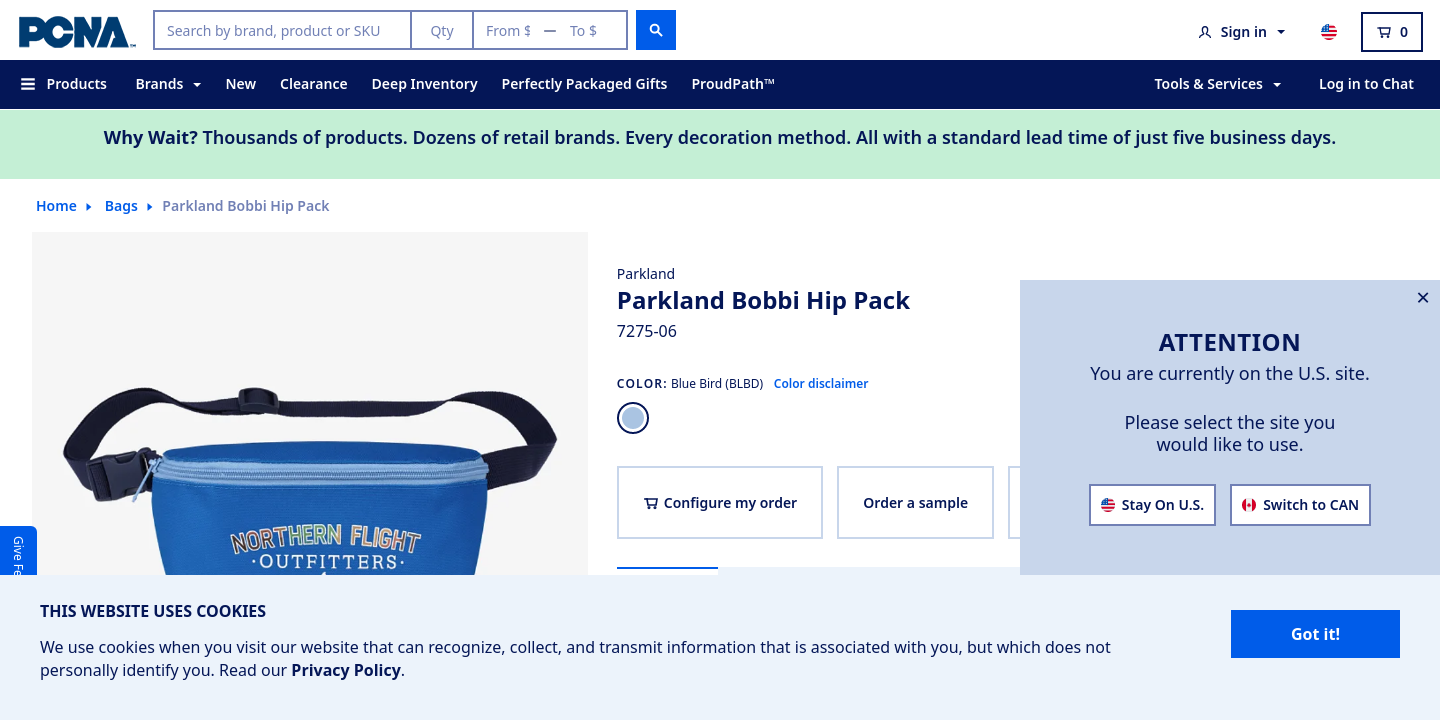 PCNA
Search by brand, product or SKU
Qty
From $
To $
Sign in
0
Products
Brands
New
Clearance
Deep Inventory
Perfectly Packaged Gifts
ProudPath™
Tools & Services
Log in to Chat
Why Wait? Thousands of products. Dozens of retail brands. Every decoration method. All with a standard lead time of just five business days.
Home
Bags
Parkland Bobbi Hip Pack
Parkland
Parkland Bobbi Hip Pack
7275-06
COLOR: Blue Bird (BLBD)
Color disclaimer
Configure my order
Order a sample
NORTHERN FLIGHT
·OUTFITTERS·
Give Fe
ATTENTION
You are currently on the U.S. site.
Please select the site you
would like to use.
Stay On U.S.
Switch to CAN
THIS WEBSITE USES COOKIES
We use cookies when you visit our website that can recognize, collect, and transmit information that is associated with you, but which does not
personally identify you. Read our Privacy Policy.
Got it!